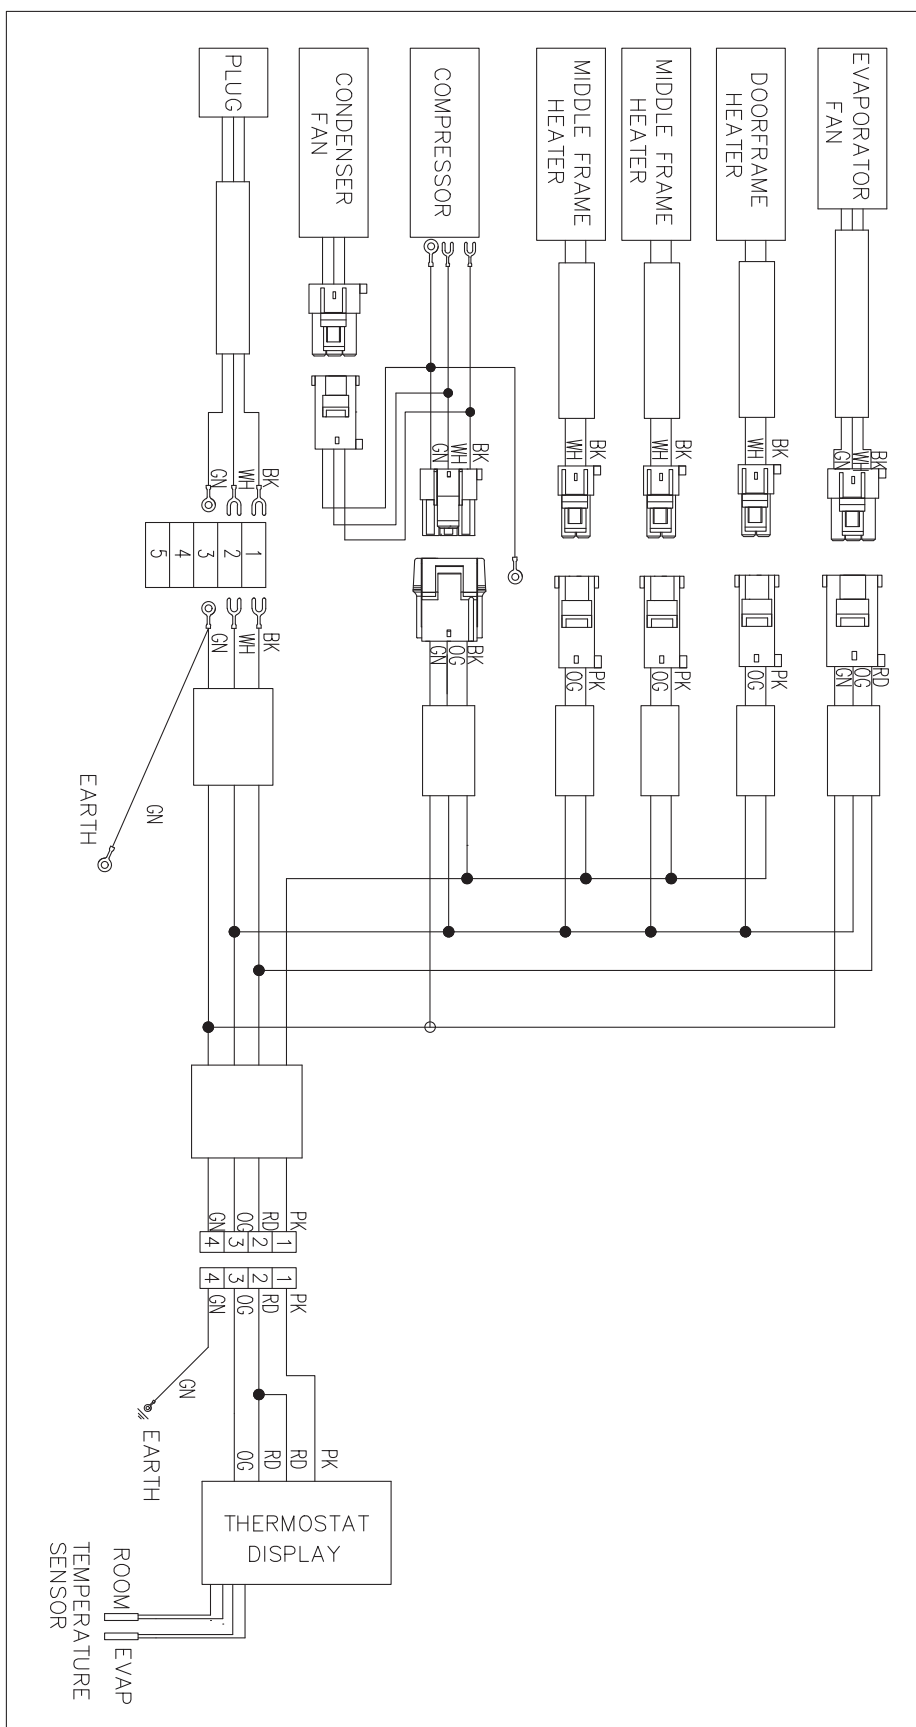 PLUG
CONDENSER
FAN
COMPRESSOR
MIDDLE FRAME
HEATER
MIDDLE FRAME
HEATER
DOORFRAME
HEATER
EVAPORATOR
FAN
BK
WH
GN
BK
WH
GN
BK
WH
BK
WH
BK
WH
BK
WH
GN
1
2
3
4
5
BK
WH
GN
BK
OG
GN
PK
OG
PK
OG
PK
OG
RD
OG
GN
EARTH
GN
PK
RD
OG
GN
1
2
3
4
1
2
3
4
PK
RD
OG
GN
GN
EARTH
PK
RD
RD
OG
THERMOSTAT
DISPLAY
ROOM
EVAP
TEMPERATURE
SENSOR